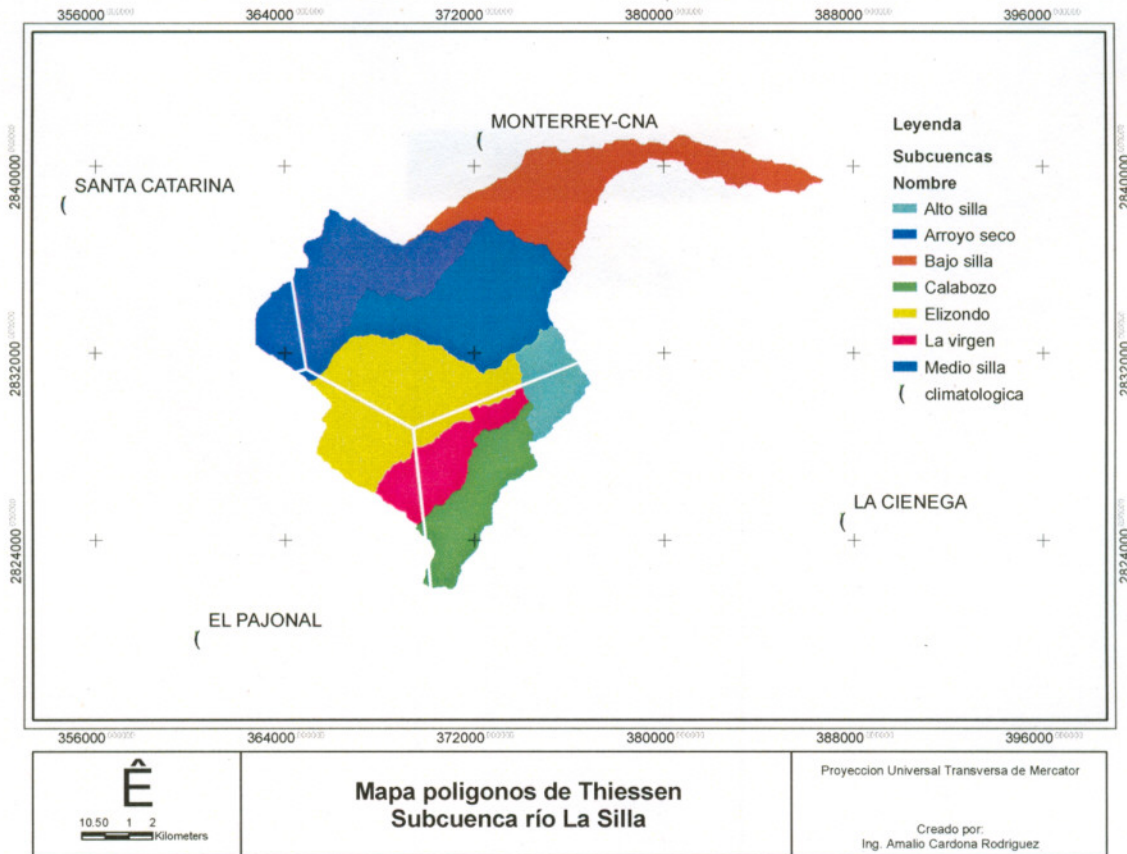 356000 364000 372000 380000 388000 396000
MONTERREY-CNA
SANTA CATARINA
2840000
2840000
Leyenda
Subcuencas
Nombre
Alto silla
Arroyo seco
Bajo silla
Calabozo
Elizondo
La virgen
Medio silla
climatologica
2832000
2832000
LA CIENEGA
2824000
2824000
EL PAJONAL
356000 364000 372000 380000 388000 396000
Ê
10.50 1 2
Kilometers
Mapa poligonos de Thiessen
Subcuenca río La Silla
Proyeccion Universal Transversa de Mercator
Creado por:
Ing. Amalio Cardona Rodriguez